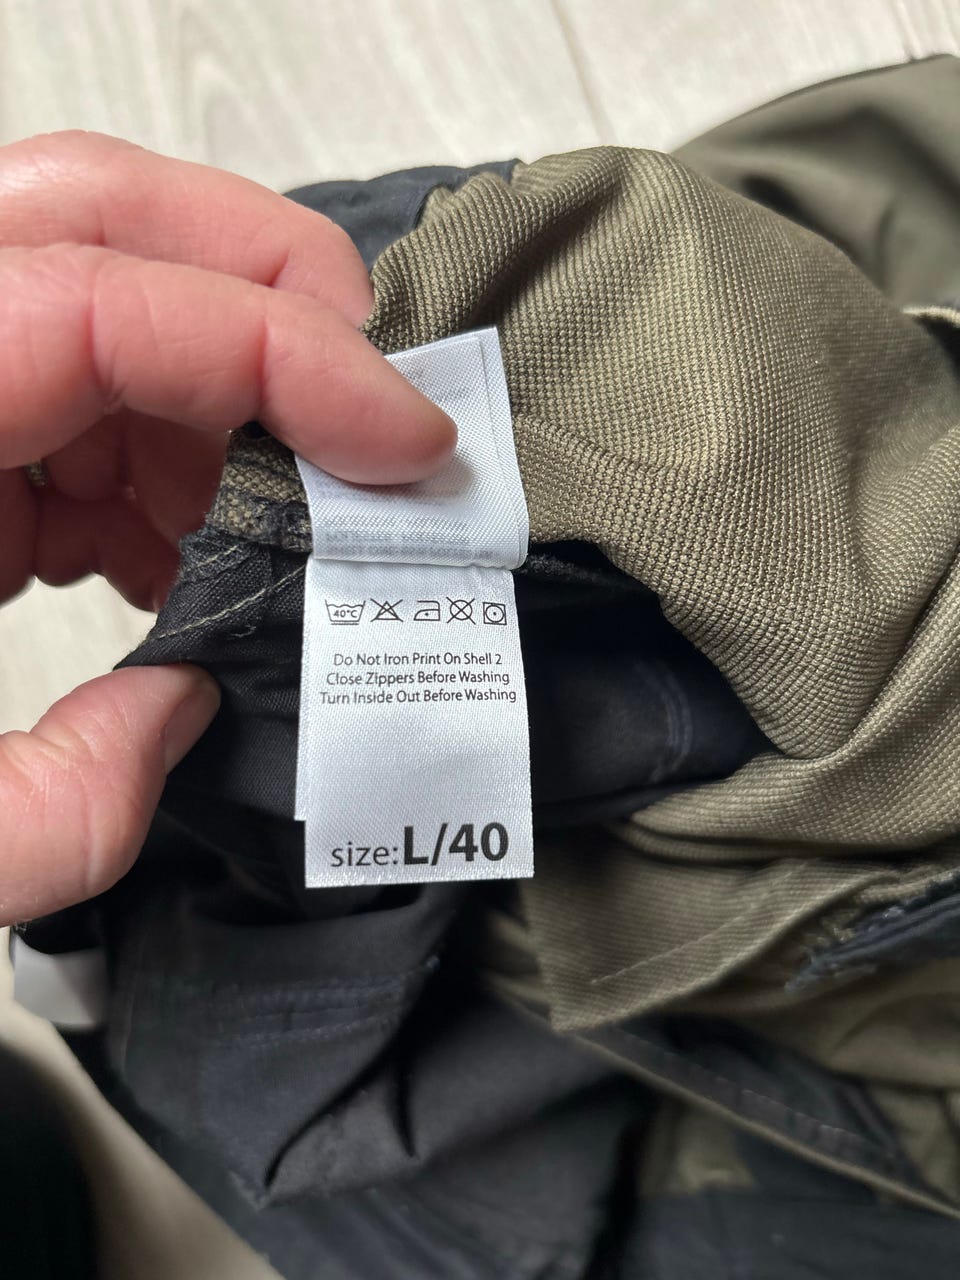 40°C
Do Not Iron Print On Shell 2
Close Zippers Before Washing
Turn Inside Out Before Washing
size: L/40